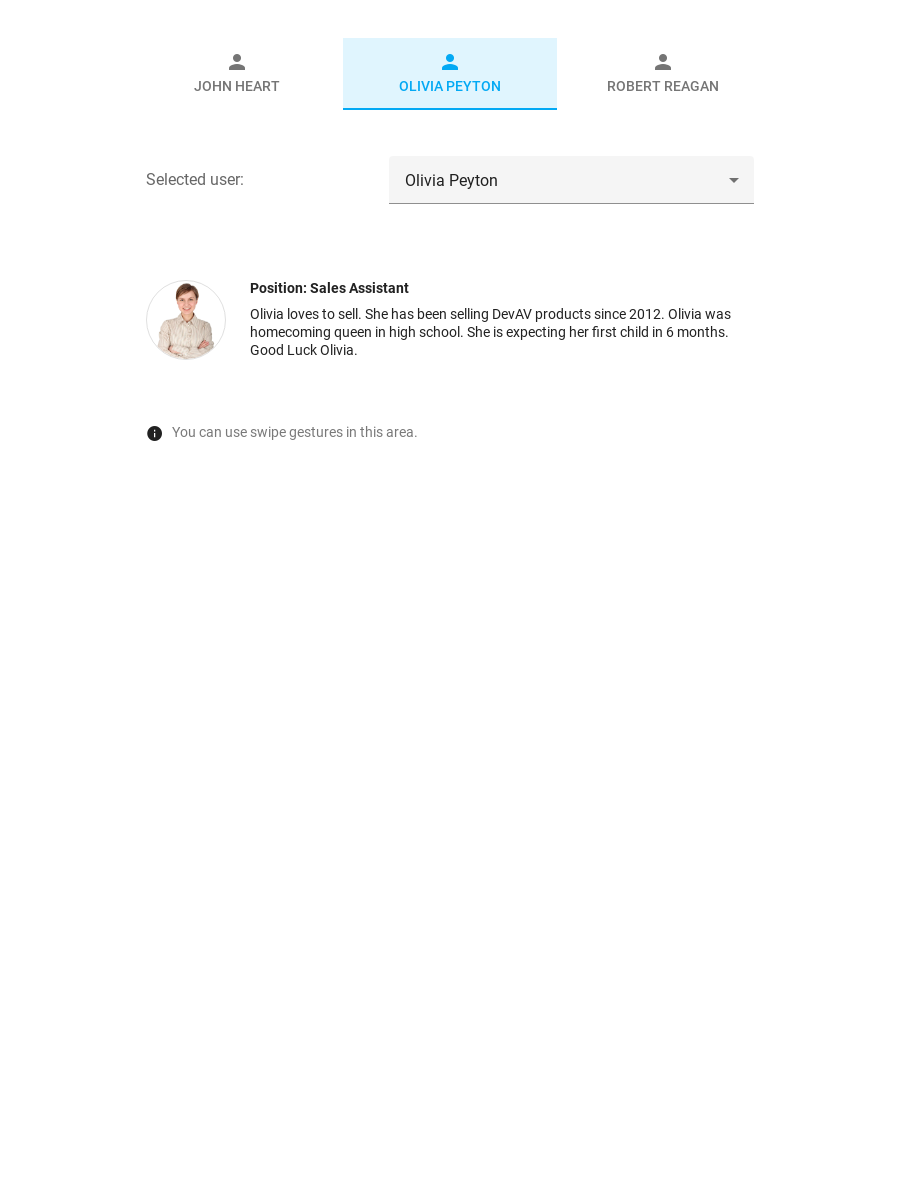 JOHN HEART
OLIVIA PEYTON
ROBERT REAGAN
Selected user:
Olivia Peyton
Position: Sales Assistant
Olivia loves to sell. She has been selling DevAV products since 2012. Olivia was
homecoming queen in high school. She is expecting her first child in 6 months.
Good Luck Olivia.
You can use swipe gestures in this area.